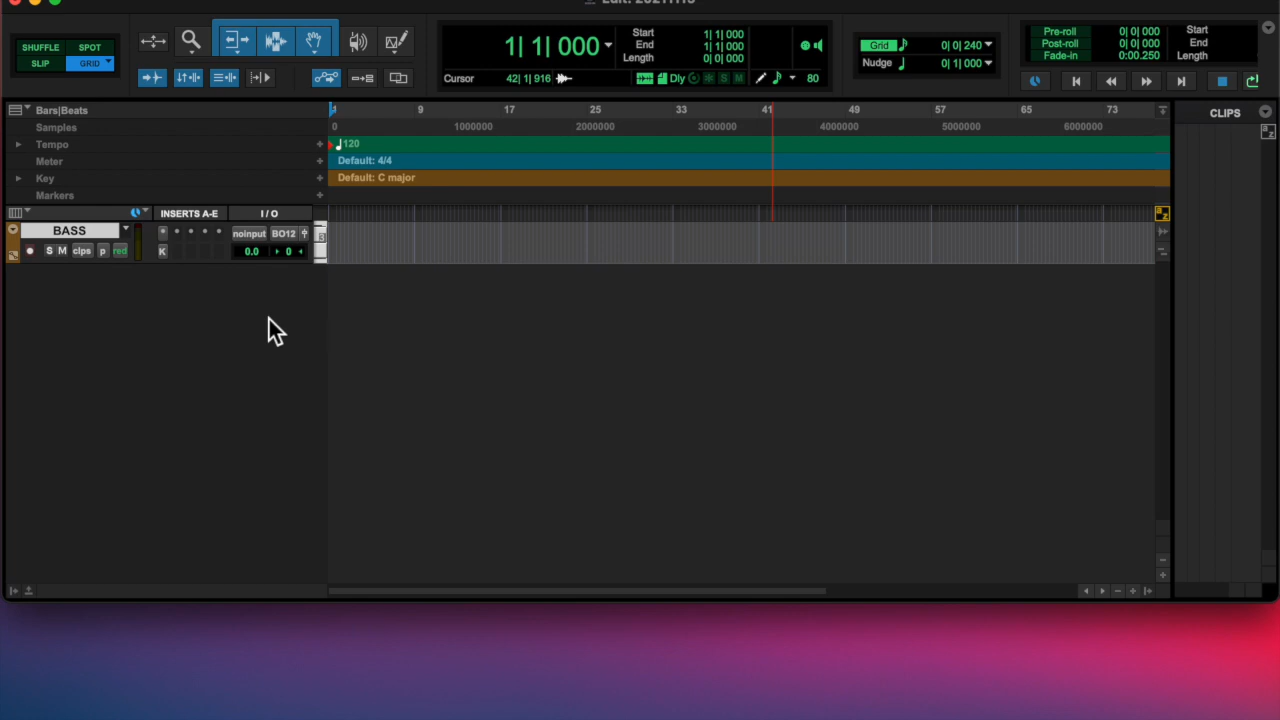 SHUFFLE SPOT
SLIP GRID
1| 1| 000
Start 1| 1| 000
End 1| 1| 000
Length 0| 0| 000
Cursor 42| 1| 916
Dly
S M
80
Grid 0| 0| 240
Nudge 0| 1| 000
Pre-roll 0| 0| 000
Post-roll 0| 0| 000
Fade-in 0:00.250
Start
End
Length
Bars|Beats
1 9 17 25 33 41 49 57 65 73
Samples
0 1000000 2000000 3000000 4000000 5000000 6000000
Tempo
120
Meter
Default: 4/4
Key
Default: C major
Markers
CLIPS
INSERTS A-E I / O
BASS
noinput BO12
S M clps p red
K
0.0 0